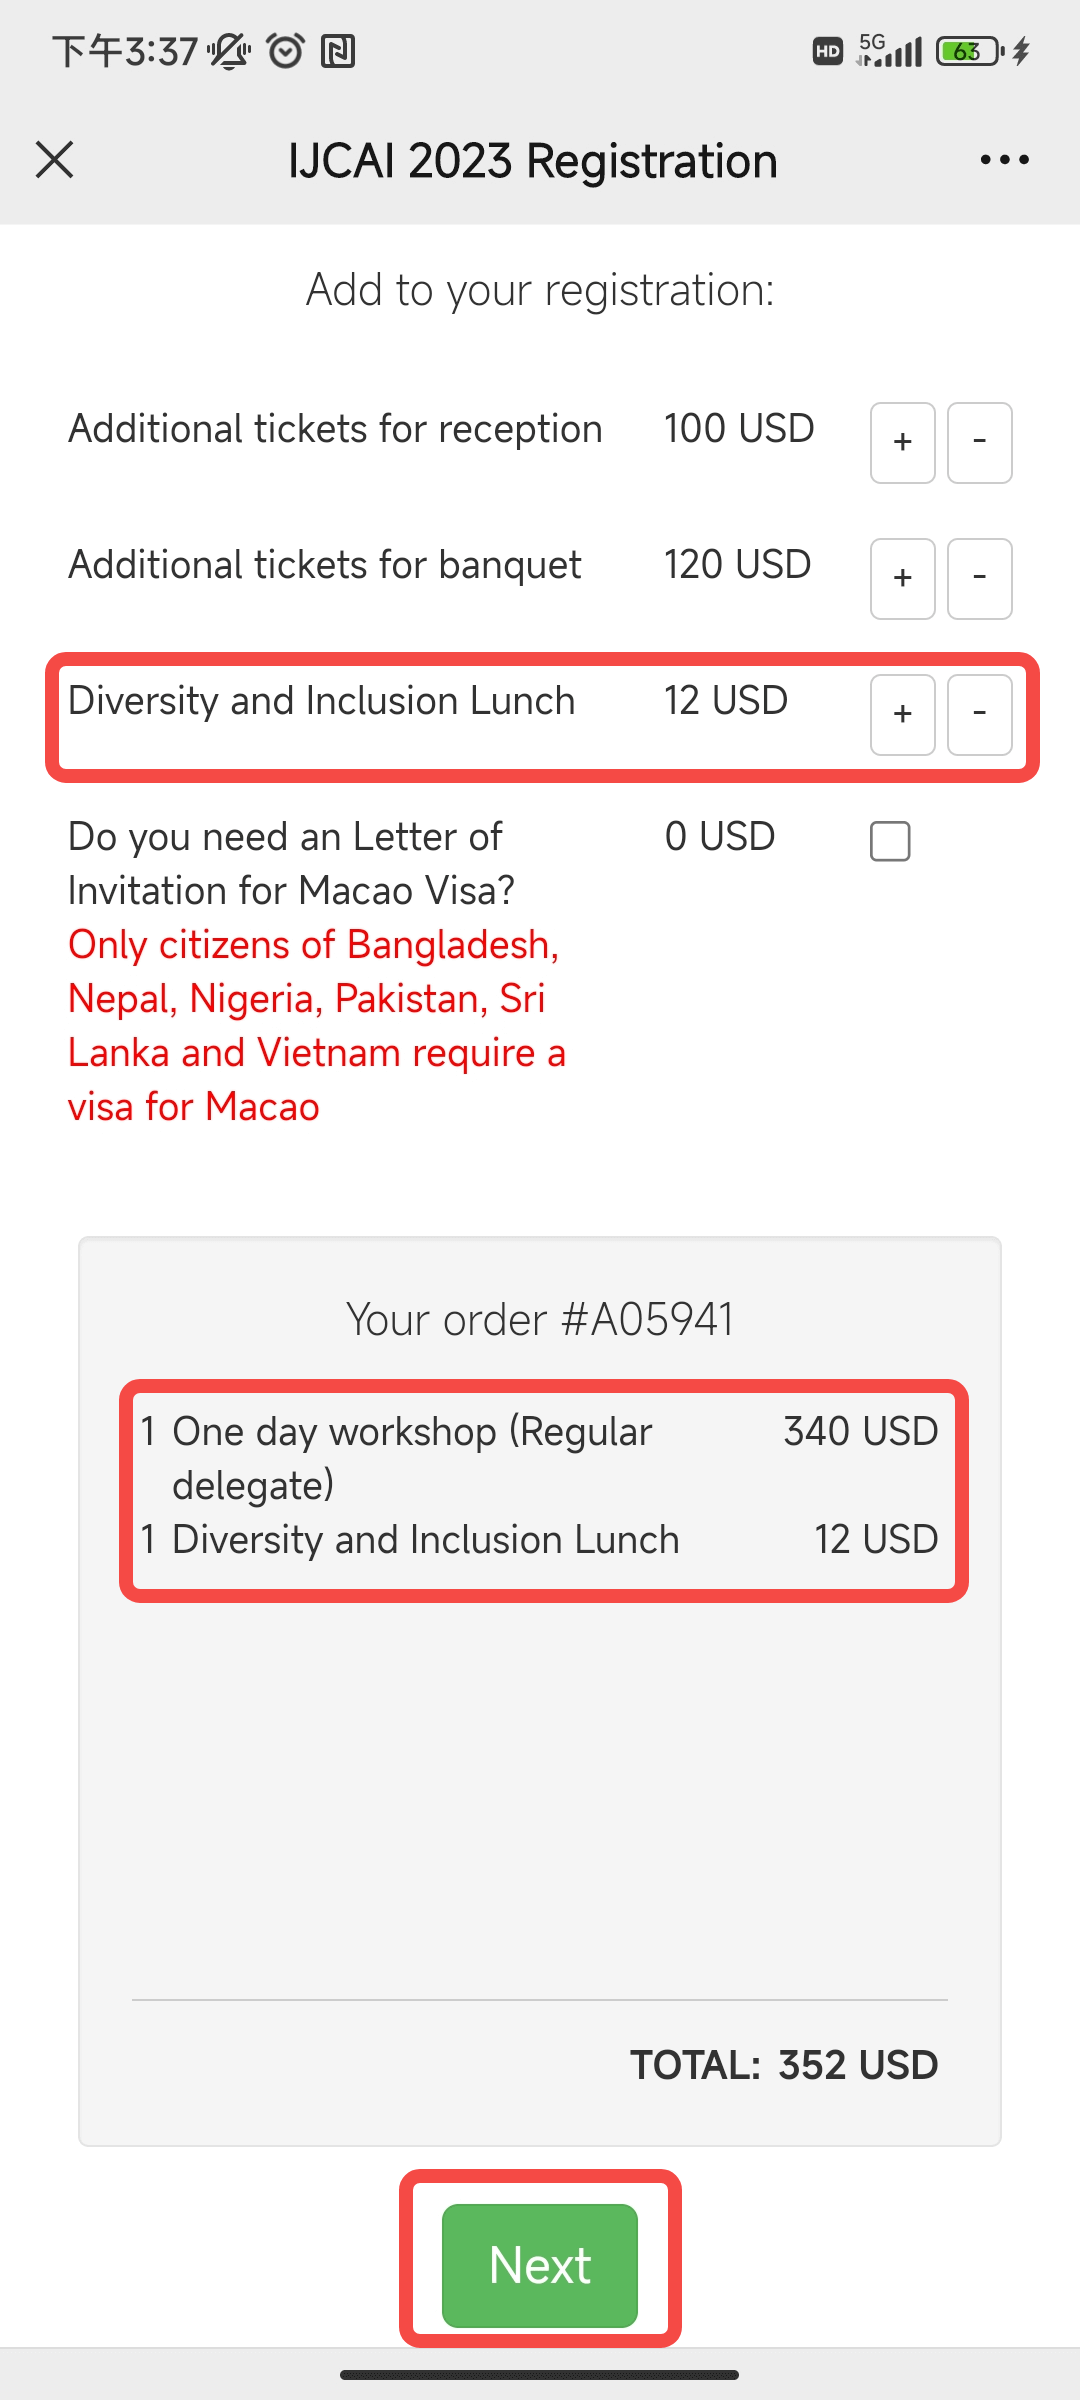 下午3:37
HD 5G 63
IJCAI 2023 Registration
Add to your registration:
Additional tickets for reception 100 USD + -
Additional tickets for banquet 120 USD + -
Diversity and Inclusion Lunch 12 USD + -
Do you need an Letter of 0 USD
Invitation for Macao Visa?
Only citizens of Bangladesh,
Nepal, Nigeria, Pakistan, Sri
Lanka and Vietnam require a
visa for Macao
Your order #A05941
1 One day workshop (Regular 340 USD
delegate)
1 Diversity and Inclusion Lunch 12 USD
TOTAL: 352 USD
Next